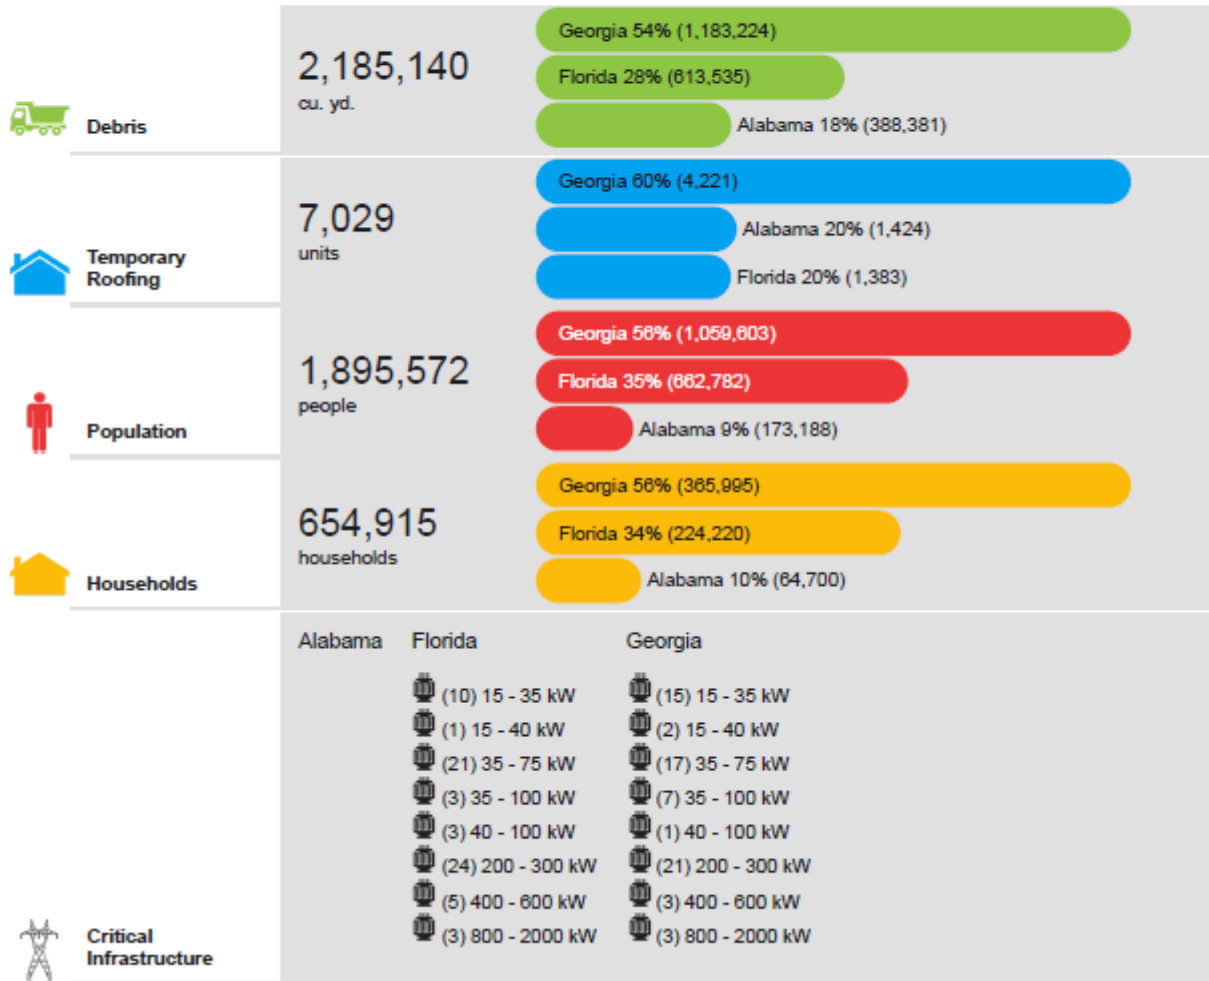 Debris
2,185,140
cu. yd.
Georgia 54% (1,183,224)
Florida 28% (613,535)
Alabama 18% (388,381)
Temporary
Roofing
7,029
units
Georgia 60% (4,221)
Alabama 20% (1,424)
Florida 20% (1,383)
Population
1,895,572
people
Georgia 56% (1,059,603)
Florida 35% (662,782)
Alabama 9% (173,188)
Households
654,915
households
Georgia 56% (365,995)
Florida 34% (224,220)
Alabama 10% (64,700)
Critical
Infrastructure
Alabama Florida Georgia
(10) 15 - 35 kW (15) 15 - 35 kW
(1) 15 - 40 kW (2) 15 - 40 kW
(21) 35 - 75 kW (17) 35 - 75 kW
(3) 35 - 100 kW (7) 35 - 100 kW
(3) 40 - 100 kW (1) 40 - 100 kW
(24) 200 - 300 kW (21) 200 - 300 kW
(5) 400 - 600 kW (3) 400 - 600 kW
(3) 800 - 2000 kW (3) 800 - 2000 kW